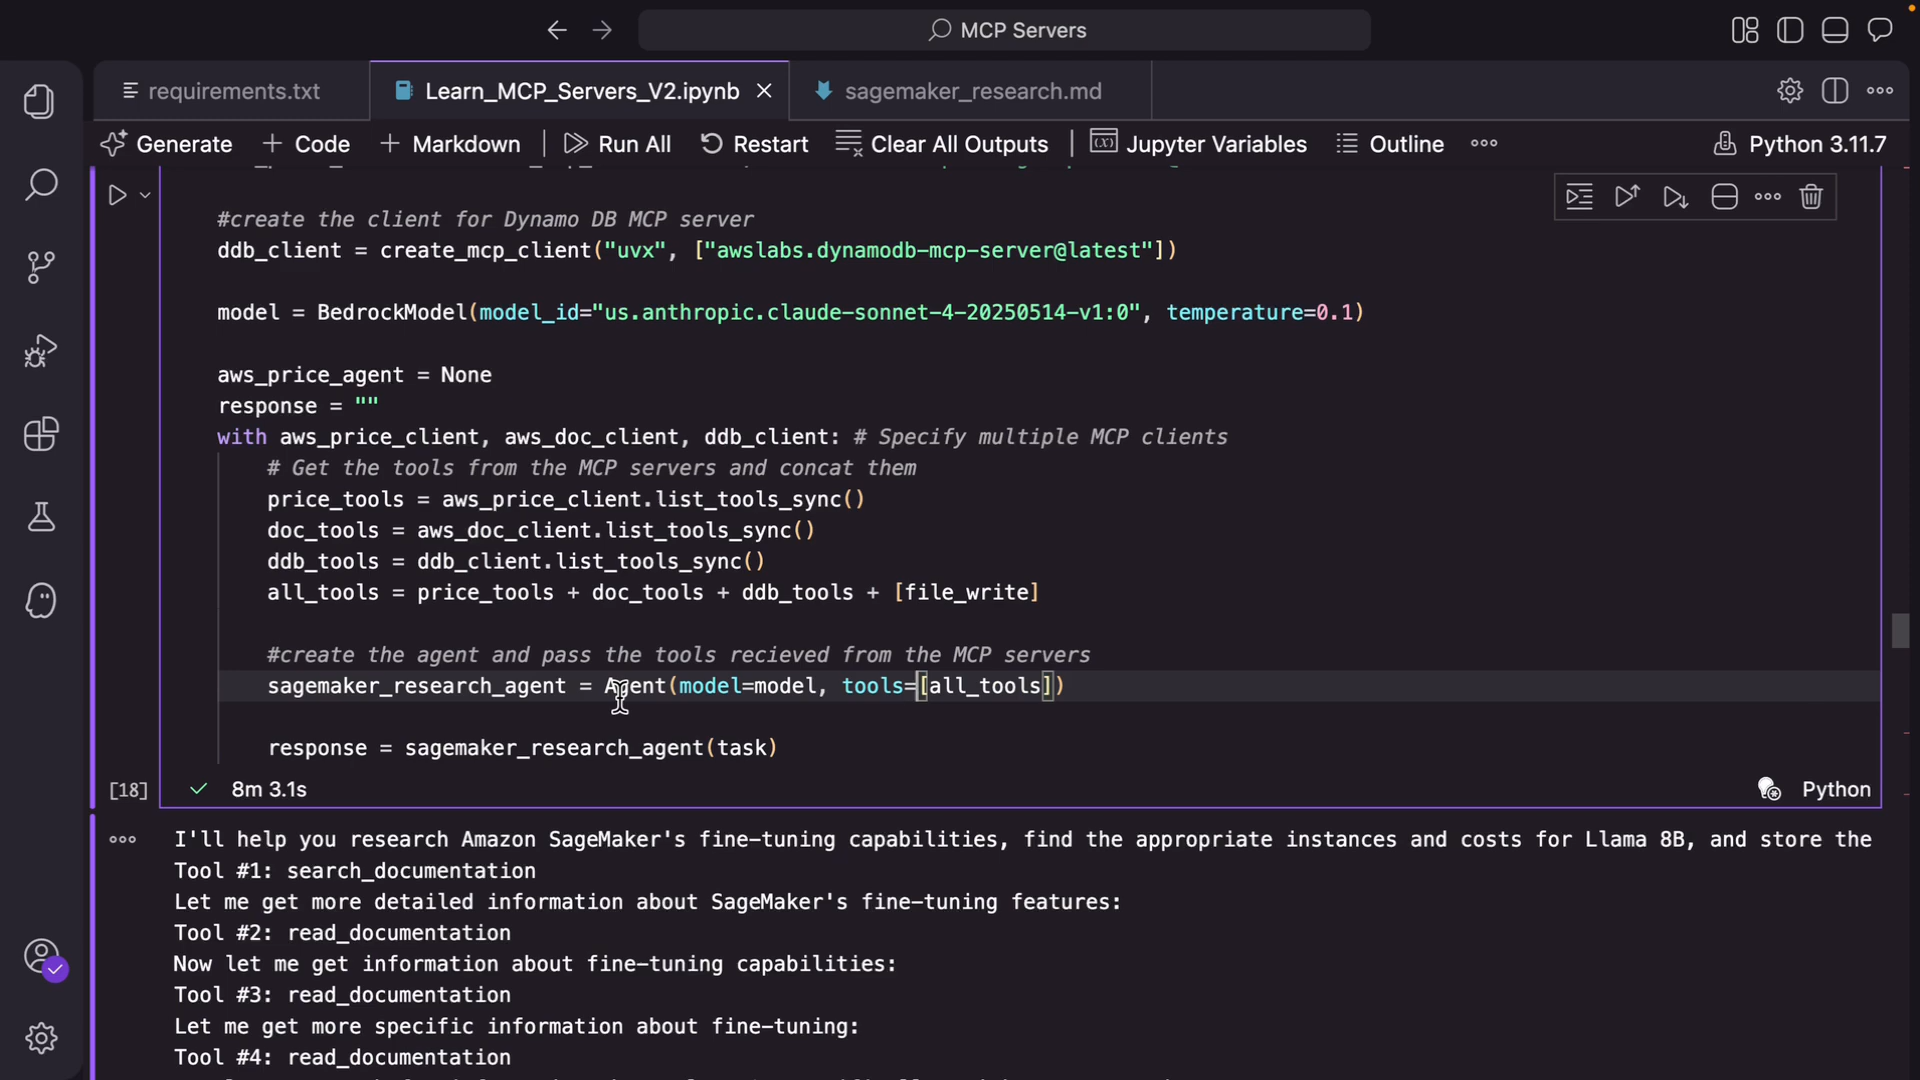 MCP Servers
requirements.txt
Learn_MCP_Servers_V2.ipynb
sagemaker_research.md
Generate
Code
Markdown
Run All
Restart
Clear All Outputs
Jupyter Variables
Outline
Python 3.11.7
#create the client for Dynamo DB MCP server
ddb_client = create_mcp_client("uvx", ["awslabs.dynamodb-mcp-server@latest"])
model = BedrockModel(model_id="us.anthropic.claude-sonnet-4-20250514-v1:0", temperature=0.1)
aws_price_agent = None
response = ""
with aws_price_client, aws_doc_client, ddb_client: # Specify multiple MCP clients
# Get the tools from the MCP servers and concat them
price_tools = aws_price_client.list_tools_sync()
doc_tools = aws_doc_client.list_tools_sync()
ddb_tools = ddb_client.list_tools_sync()
all_tools = price_tools + doc_tools + ddb_tools + [file_write]
#create the agent and pass the tools recieved from the MCP servers
sagemaker_research_agent = Agent(model=model, tools=[all_tools])
response = sagemaker_research_agent(task)
[18]
8m 3.1s
Python
I'll help you research Amazon SageMaker's fine-tuning capabilities, find the appropriate instances and costs for Llama 8B, and store the
Tool #1: search_documentation
Let me get more detailed information about SageMaker's fine-tuning features:
Tool #2: read_documentation
Now let me get information about fine-tuning capabilities:
Tool #3: read_documentation
Let me get more specific information about fine-tuning:
Tool #4: read_documentation